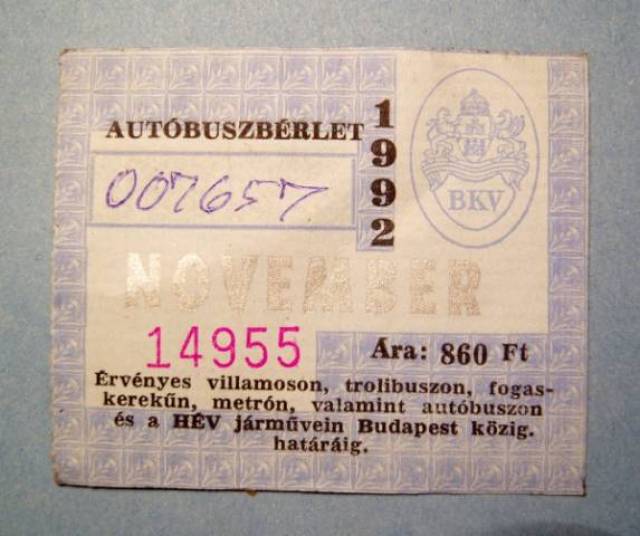 AUTÓBUSZBÉRLET
1992
007657
BKV
NOVEMBER
14955
Ára: 860 Ft
Érvényes villamoson, trolibuszon, fogas-
kerekűn, metrón, valamint autóbuszon
és a HÉV járművein Budapest közig.
határáig.